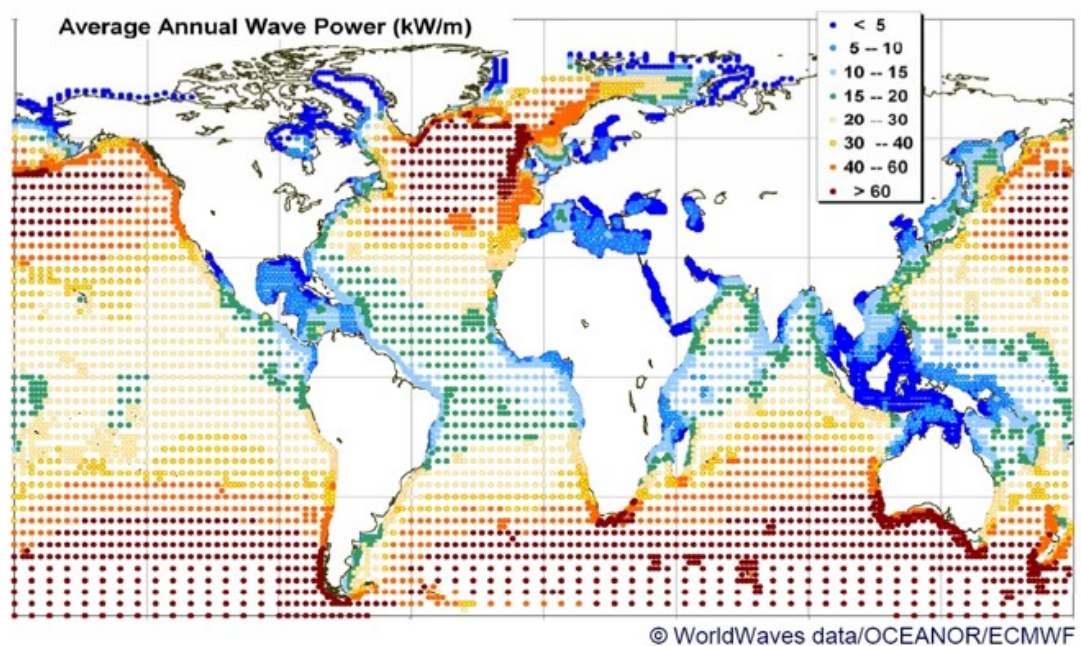 Average Annual Wave Power (kW/m)
< 5
5 -- 10
10 -- 15
15 -- 20
20 -- 30
30 -- 40
40 -- 60
> 60
© WorldWaves data/OCEANOR/ECMWF